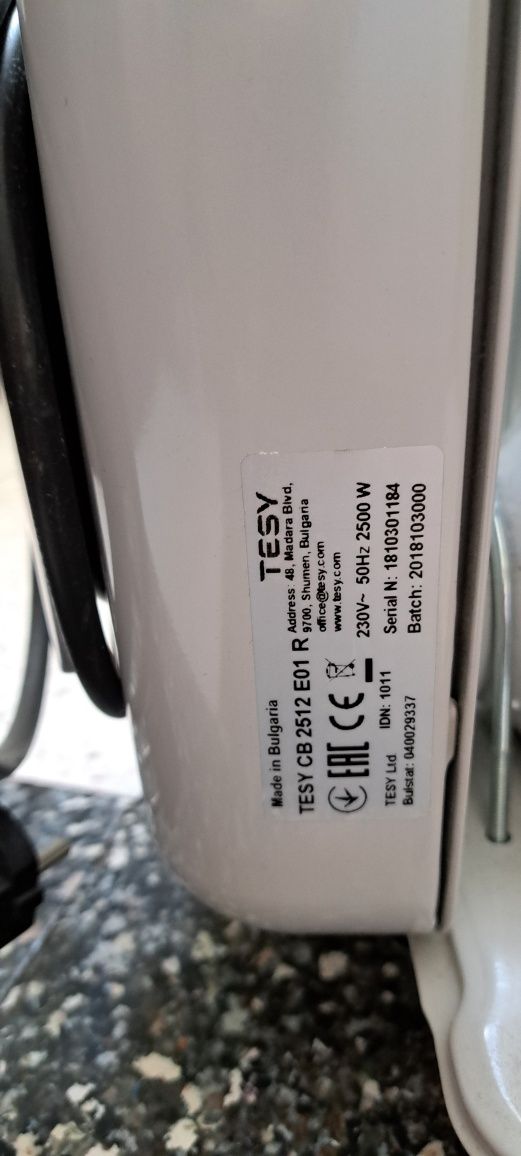 Made in Bulgaria
TESY
TESY CB 2512 E01 R
Address: 48, Madara Blvd,
9700, Shumen, Bulgaria
office@tesy.com
www.tesy.com
EAC CE
230V~ 50Hz 2500 W
TESY Ltd
IDN: 1011
Serial N: 1810301184
Bulstat: 040029337
Batch: 2018103000